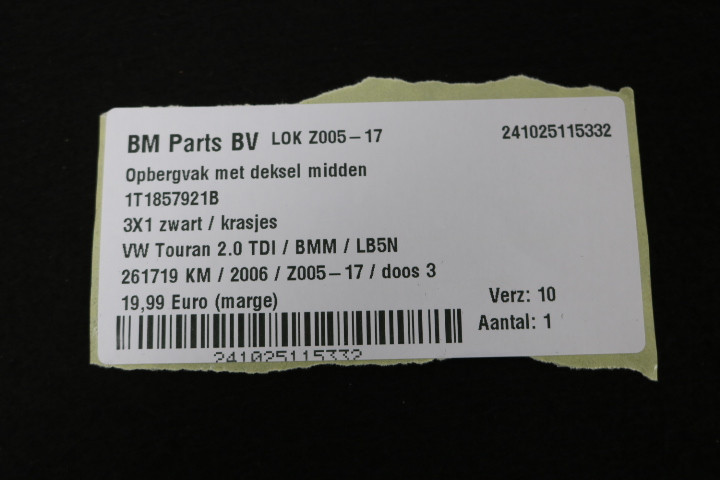 BM Parts BV LOK Z005-17 241025115332
Opbergvak met deksel midden
1T1857921B
3X1 zwart / krasjes
VW Touran 2.0 TDI / BMM / LB5N
261719 KM / 2006 / Z005-17 / doos 3
19,99 Euro (marge) Verz: 10
Aantal: 1
241025115332